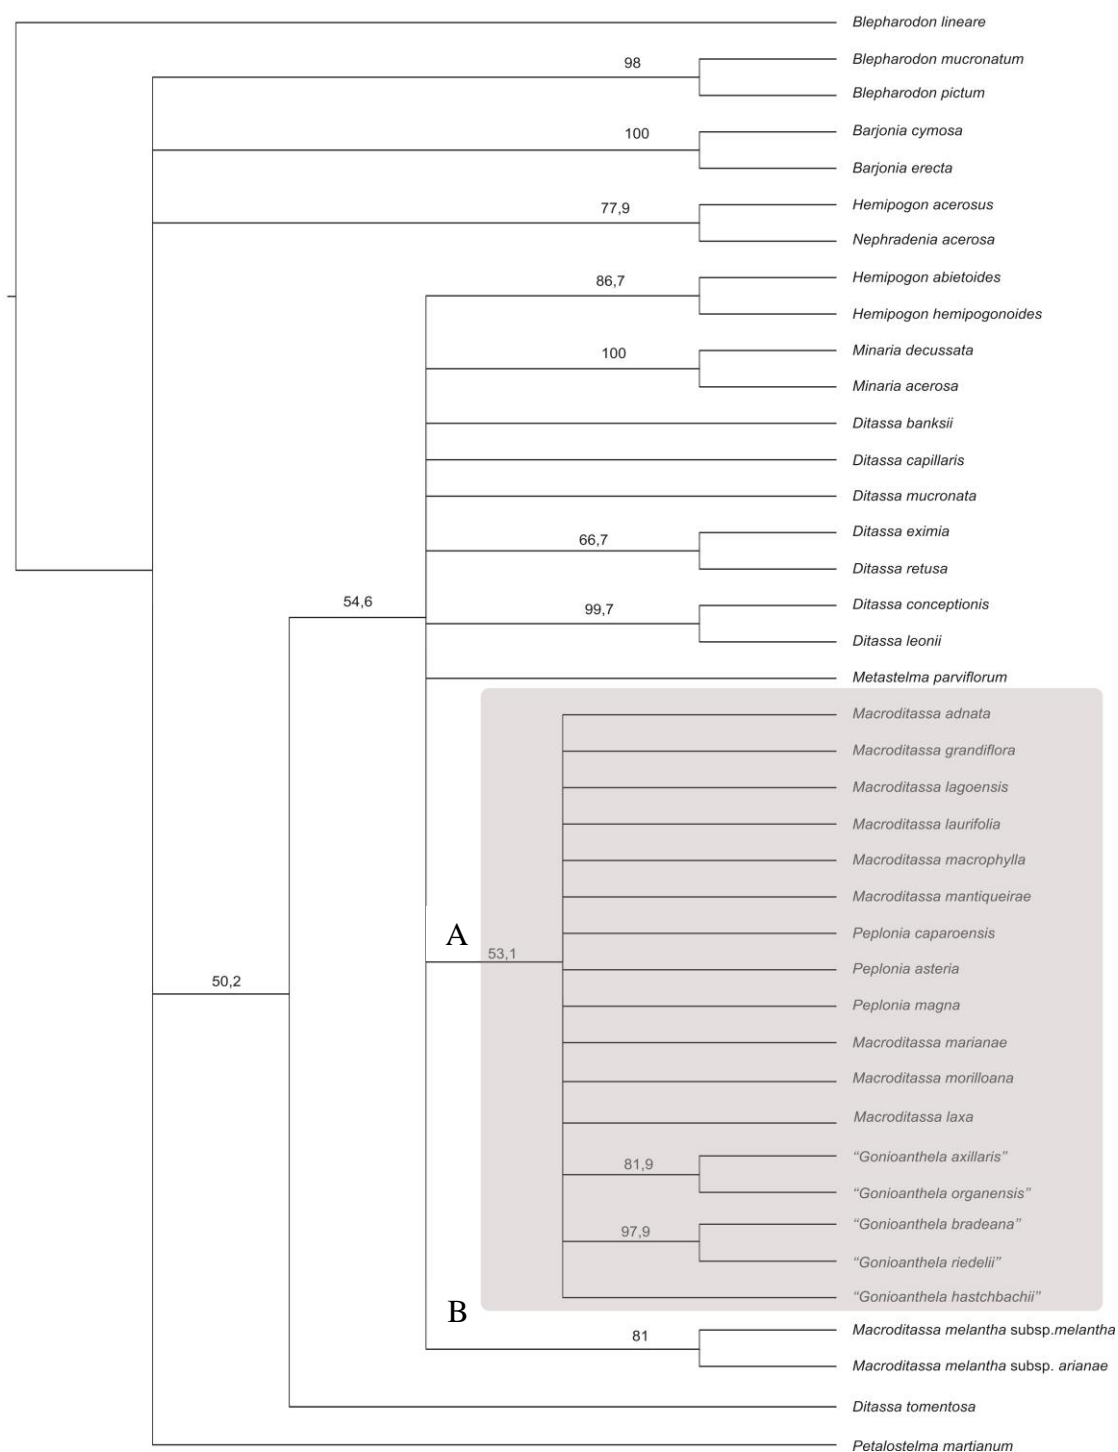 Blepharodon lineare
98
Blepharodon mucronatum
Blepharodon pictum
100
Barjonia cymosa
Barjonia erecta
77,9
Hemipogon acerosus
Nephradenia acerosa
86,7
Hemipogon abietoides
Hemipogon hemipogonoides
100
Minaria decussata
Minaria acerosa
Ditassa banksii
Ditassa capillaris
Ditassa mucronata
66,7
Ditassa eximia
Ditassa retusa
54,6
99,7
Ditassa conceptionis
Ditassa leonii
Metastelma parviflorum
Macroditassa adnata
Macroditassa grandiflora
Macroditassa lagoensis
Macroditassa laurifolia
Macroditassa macrophylla
Macroditassa mantiqueirae
A
Peplonia caparoensis
53,1
Peplonia asteria
50,2
Peplonia magna
Macroditassa marianae
Macroditassa morilloana
Macroditassa laxa
81,9
“Gonioanthela axillaris”
“Gonioanthela organensis”
97,9
“Gonioanthela bradeana”
“Gonioanthela riedelii”
“Gonioanthela hastchbachii”
B
81
Macroditassa melantha subsp.melantha
Macroditassa melantha subsp. arianae
Ditassa tomentosa
Petalostelma martianum